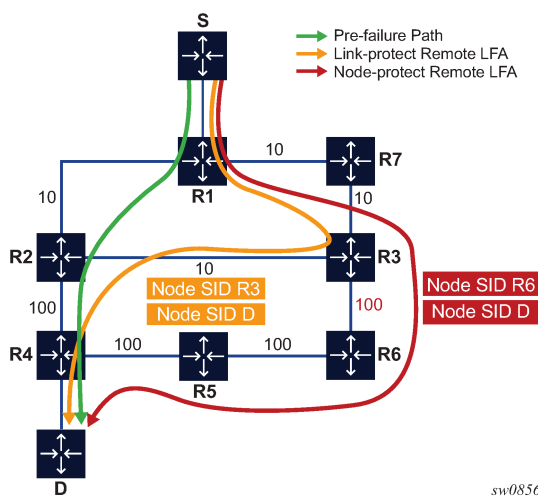 S
Pre-failure Path
Link-protect Remote LFA
Node-protect Remote LFA
10
R7
R1
10
10
R2
R3
10
Node SID R3
Node SID D
Node SID R6
Node SID D
100
100
R4
100
100
R6
R5
D
sw0856